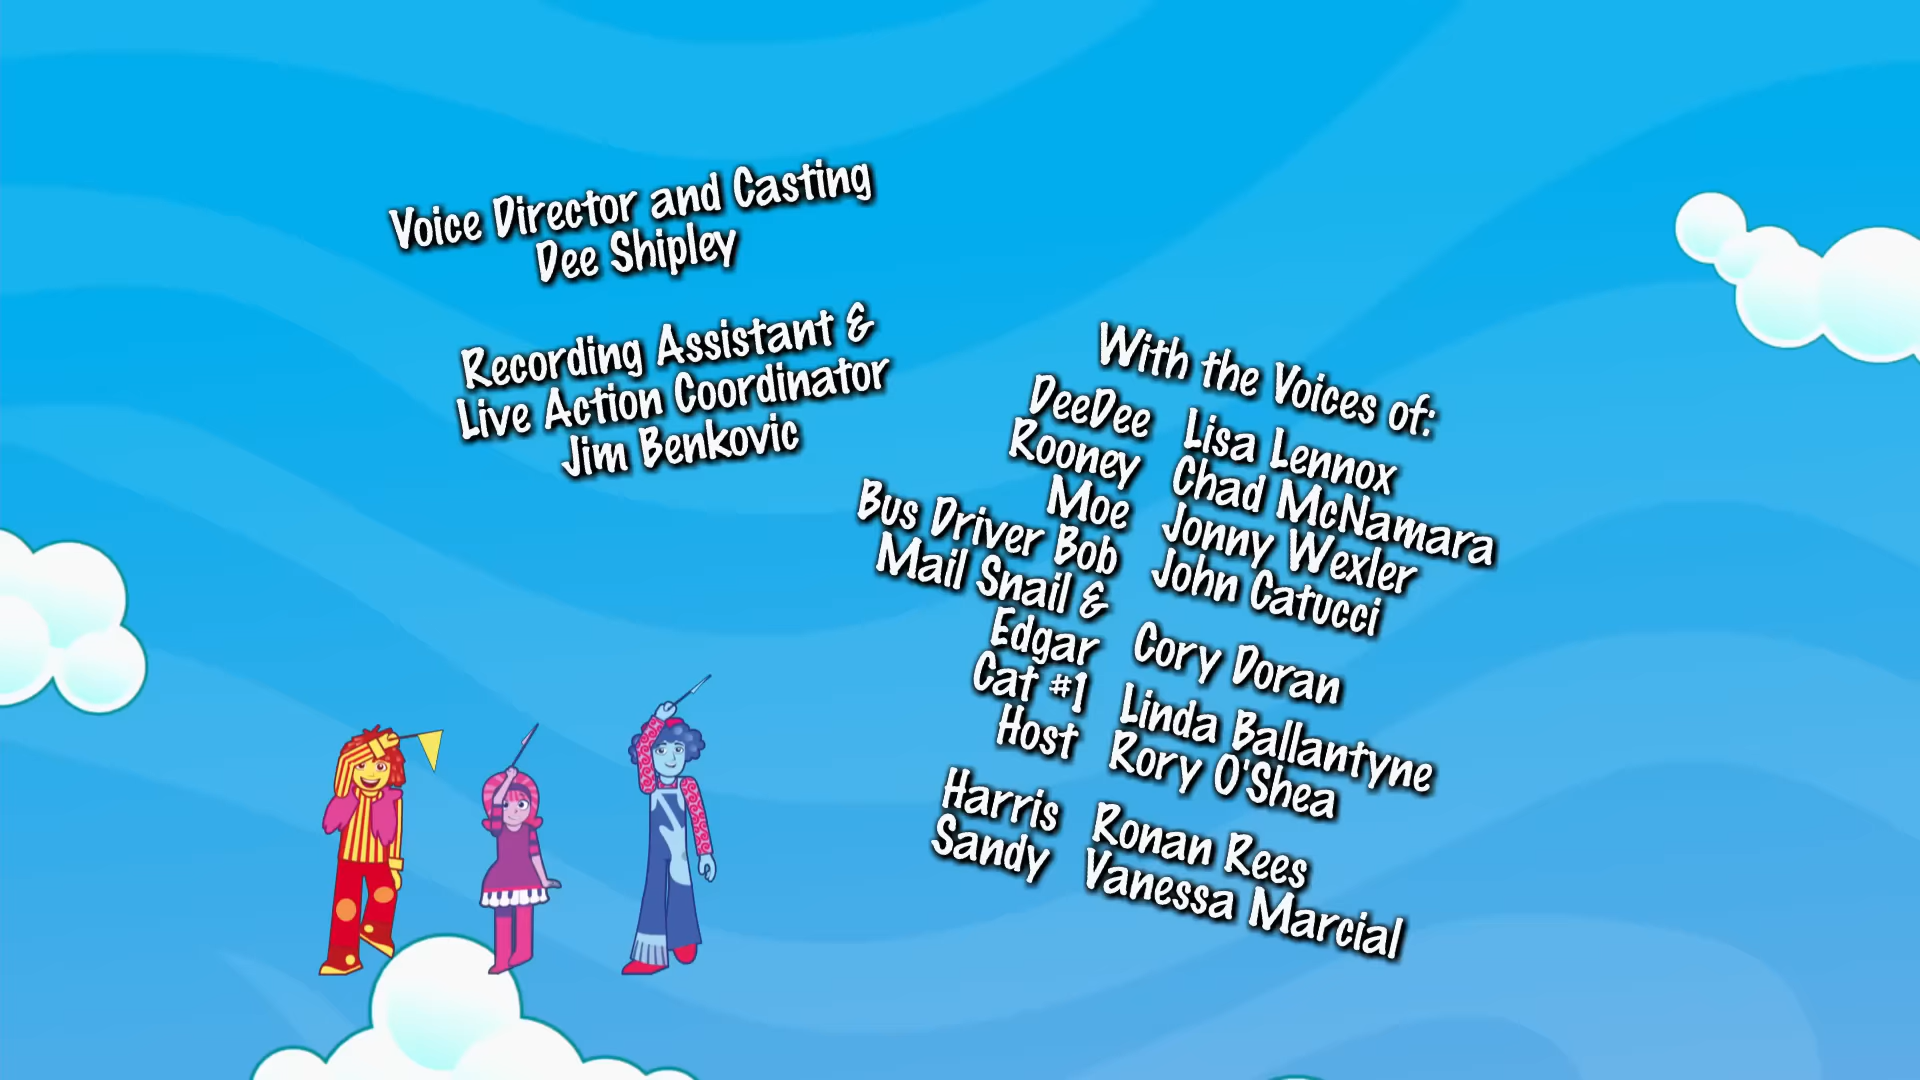 Voice Director and Casting
Dee Shipley
Recording Assistant &
Live Action Coordinator
Jim Benkovic
With the Voices of:
DeeDee Lisa Lennox
Rooney Chad McNamara
Moe Jonny Wexler
Bus Driver Bob John Catucci
Mail Snail &
Edgar Cory Doran
Cat #1 Linda Ballantyne
Host Rory O'Shea
Harris Ronan Rees
Sandy Vanessa Marcial